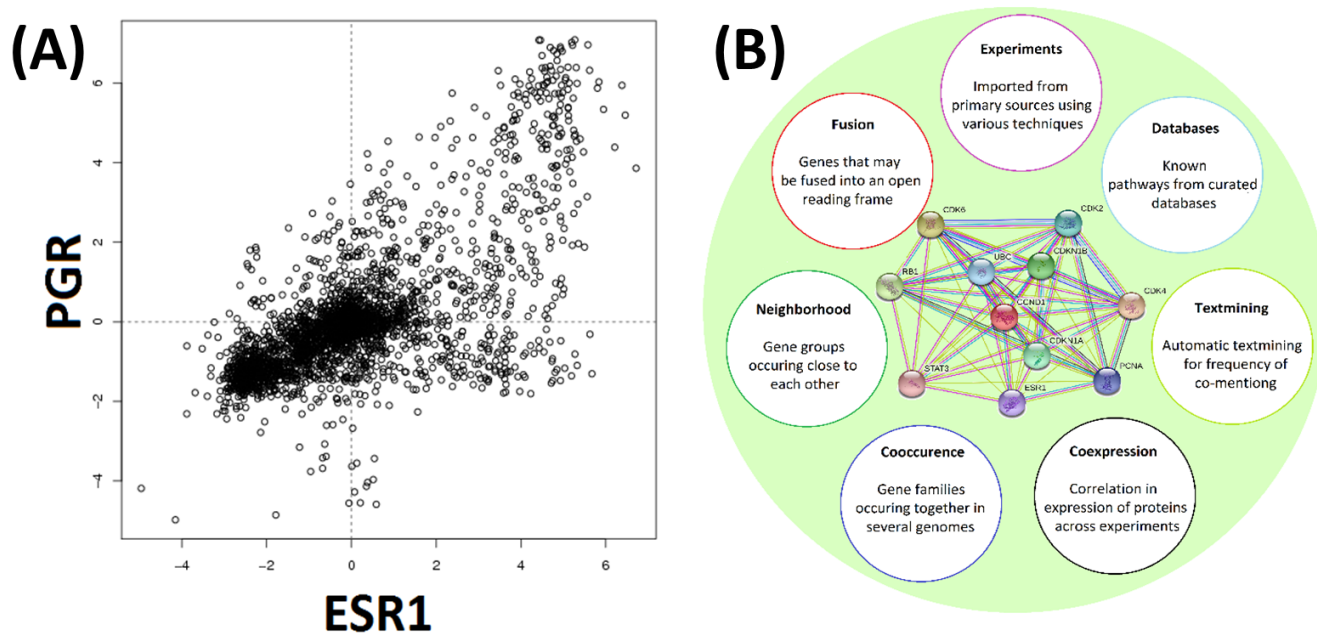 (A)
PGR
6
4
2
0
−2
−4
−4
−2
0
2
4
6
ESR1
(B)
Experiments
Imported from
primary sources using
various techniques
Fusion
Genes that may
be fused into an open
reading frame
Databases
Known
pathways from curated
databases
CDK6
CDK2
UBC
CDKN1B
RB1
CDK4
CCND1
CDKN1A
STAT3
ESR1
PCNA
Neighborhood
Gene groups
occuring close to
each other
Textmining
Automatic textmining
for frequency of
co-mentiong
Cooccurence
Gene families
occuring together in
several genomes
Coexpression
Correlation in
expression of proteins
across experiments